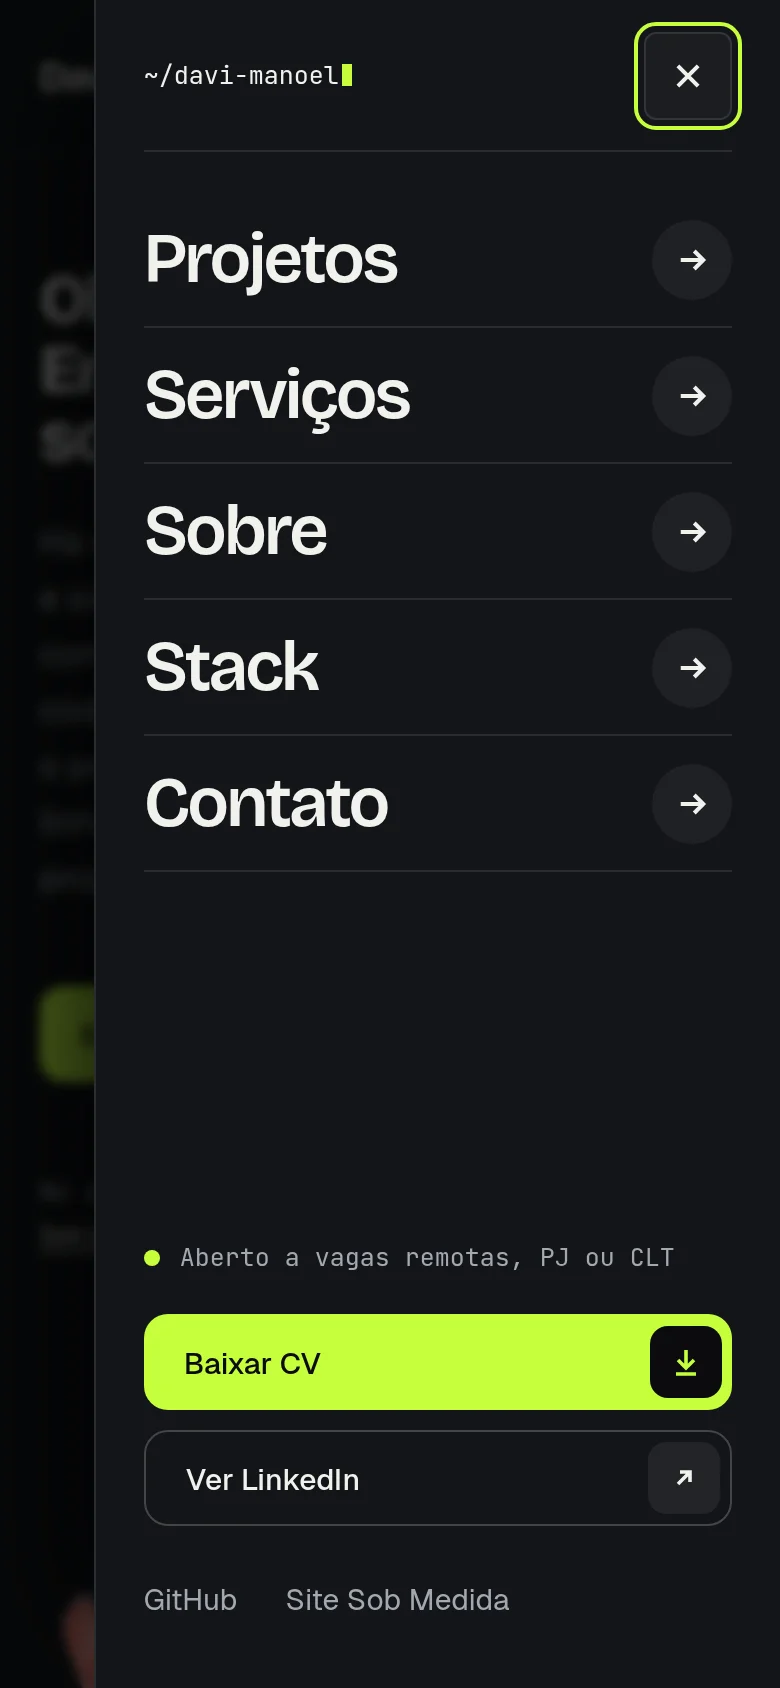 ~/davi-manoel
Projetos
Serviços
Sobre
Stack
Contato
Aberto a vagas remotas, PJ ou CLT
Baixar CV
Ver LinkedIn
GitHub Site Sob Medida